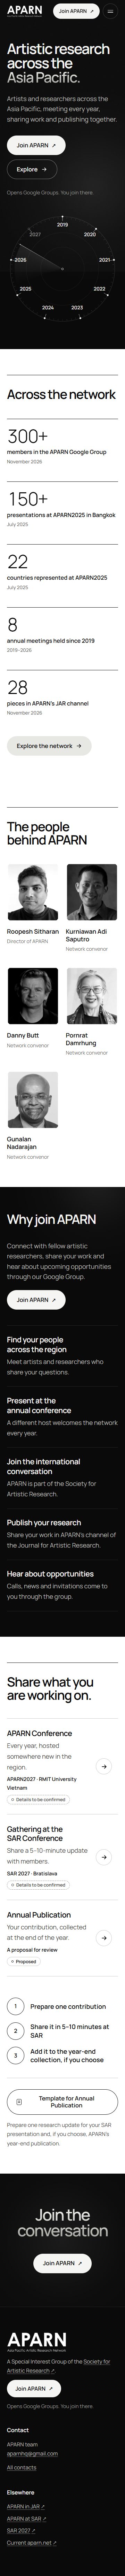 APARN
Asia Pacific Artistic Research Network
Join APARN ↗
Artistic research
across the
Asia Pacific.
Artists and researchers across the
Asia Pacific, meeting every year,
sharing work and publishing together.
Join APARN ↗
Explore →
Opens Google Groups. You join there.
2019
2020
2021
2022
2023
2024
2025
2026
2027
Across the network
300+
members in the APARN Google Group
November 2026
150+
presentations at APARN2025 in Bangkok
July 2025
22
countries represented at APARN2025
July 2025
8
annual meetings held since 2019
2019–2026
28
pieces in APARN's JAR channel
November 2026
Explore the network →
The people
behind APARN
Roopesh Sitharan
Director of APARN
Kurniawan Adi
Saputro
Network convenor
Danny Butt
Network convenor
Pornrat
Damrhung
Network convenor
Gunalan
Nadarajan
Network convenor
Why join APARN
Connect with fellow artistic
researchers, share your work and
hear about upcoming opportunities
through our Google Group.
Join APARN ↗
Find your people
across the region
Meet artists and researchers who
share your questions.
Present at the
annual conference
A different host welcomes the network
every year.
Join the international
conversation
APARN is part of the Society for
Artistic Research.
Publish your research
Share your work in APARN's channel of
the Journal for Artistic Research.
Hear about opportunities
Calls, news and invitations come to
you through the group.
Share what you
are working on.
APARN Conference
Every year, hosted
somewhere new in the
region.
APARN2027 · RMIT University
Vietnam
Details to be confirmed
Gathering at the
SAR Conference
Share a 5–10-minute update
with members.
SAR 2027 · Bratislava
Details to be confirmed
Annual Publication
Your contribution, collected
at the end of the year.
A proposal for review
Proposed
1 Prepare one contribution
2 Share it in 5–10 minutes at
SAR
3 Add it to the year-end
collection, if you choose
Template for Annual
Publication
Prepare one research update for your SAR
presentation and, if you choose, APARN's
year-end publication.
Join the
conversation
Join APARN ↗
APARN
Asia Pacific Artistic Research Network
A Special Interest Group of the Society for
Artistic Research ↗
Join APARN ↗
Opens Google Groups. You join there.
Contact
APARN team
aparnhq@gmail.com
All contacts
Elsewhere
APARN in JAR ↗
APARN at SAR ↗
SAR 2027 ↗
Current aparn.net ↗